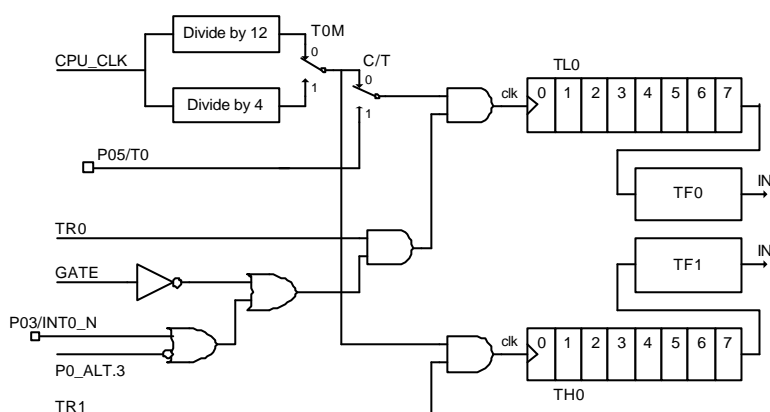 Divide by 12
T0M
0
1
CPU_CLK
Divide by 4
C/T
0
1
P05/T0
clk
TL0
0 1 2 3 4 5 6 7
TF0
IN
TR0
GATE
P03/INT0_N
P0_ALT.3
TR1
TF1
IN
clk
0 1 2 3 4 5 6 7
TH0